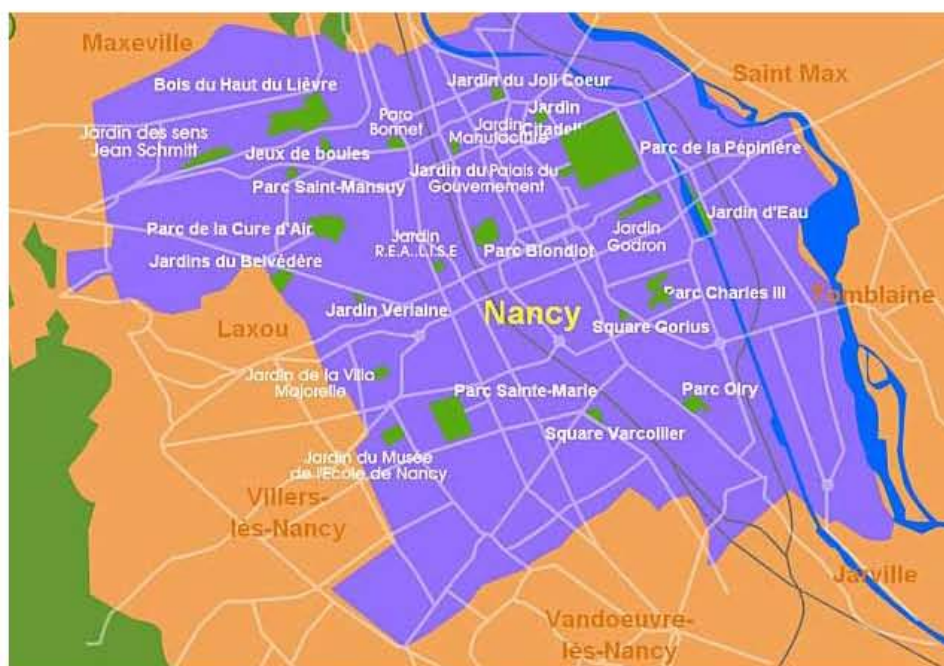 Maxeville
Saint Max
Bois du Haut du Lièvre
Jardin du Joli Coeur
Parc
Bonnet
Jardin
Citadelle
Jardin
Manufacture
Jardin des sens
Jean Schmitt
Jeux de boules
Parc de la Pépinière
Jardin du Palais du
Gouvernement
Parc Saint-Mansuy
Parc de la Cure d'Air
Jardin
R.E.A..L.I.S.E
Parc Blondlot
Jardin
Godron
Jardin d'Eau
Jardins du Belvédère
Parc Charles III
Tomblaine
Jardin Verlaine
Nancy
Laxou
Square Gorius
Jardin de la Villa
Majorelle
Parc Sainte-Marie
Parc Olry
Square Varcollier
Jardin du Musée
de l'Ecole de Nancy
Villers-
lès-Nancy
Jarville
Vandoeuvre-
lès-Nancy